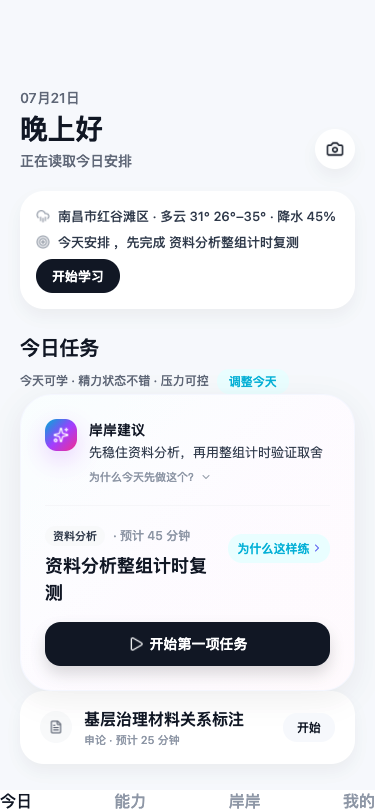 07月21日
晚上好
正在读取今日安排
南昌市红谷滩区 · 多云 31° 26°–35° · 降水 45%
今天安排，先完成 资料分析整组计时复测
开始学习
今日任务
今天可学 · 精力状态不错 · 压力可控 调整今天
岸岸建议
先稳住资料分析，再用整组计时验证取舍
为什么今天先做这个?
资料分析 · 预计 45 分钟
为什么这样练
资料分析整组计时复
测
开始第一项任务
基层治理材料关系标注
申论 · 预计 25 分钟
开始
今日 能力 岸岸 我的